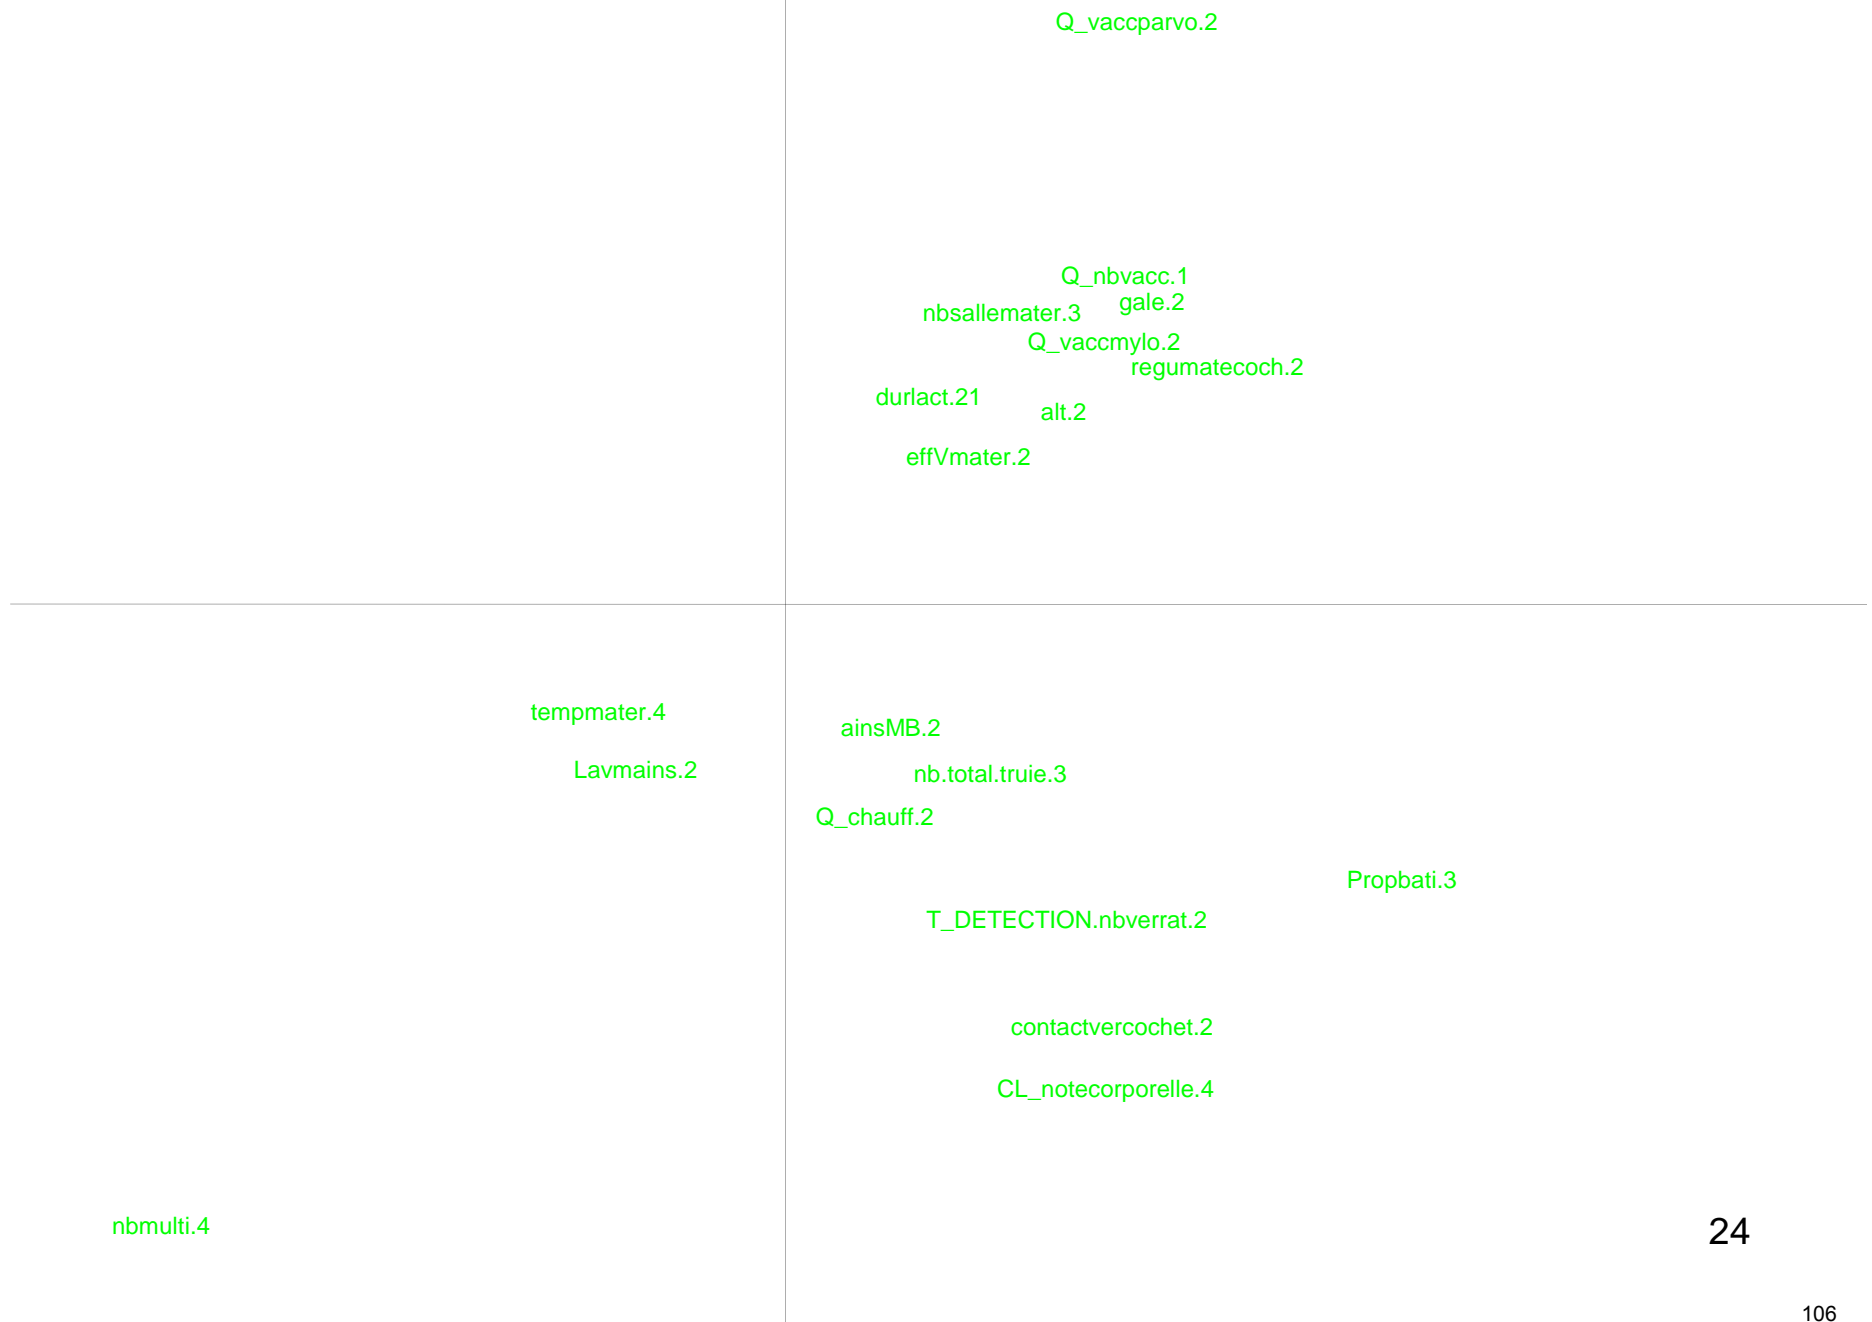 Q_vaccparvo.2
Q_nbvacc.1
gale.2
nbsallemater.3
Q_vaccmylo.2
regumatecoch.2
durlact.21
alt.2
effVmater.2
tempmater.4
ainsMB.2
Lavmains.2
nb.total.truie.3
Q_chauff.2
Propbati.3
T_DETECTION.nbverrat.2
contactvercochet.2
CL_notecorporelle.4
nbmulti.4
24
106